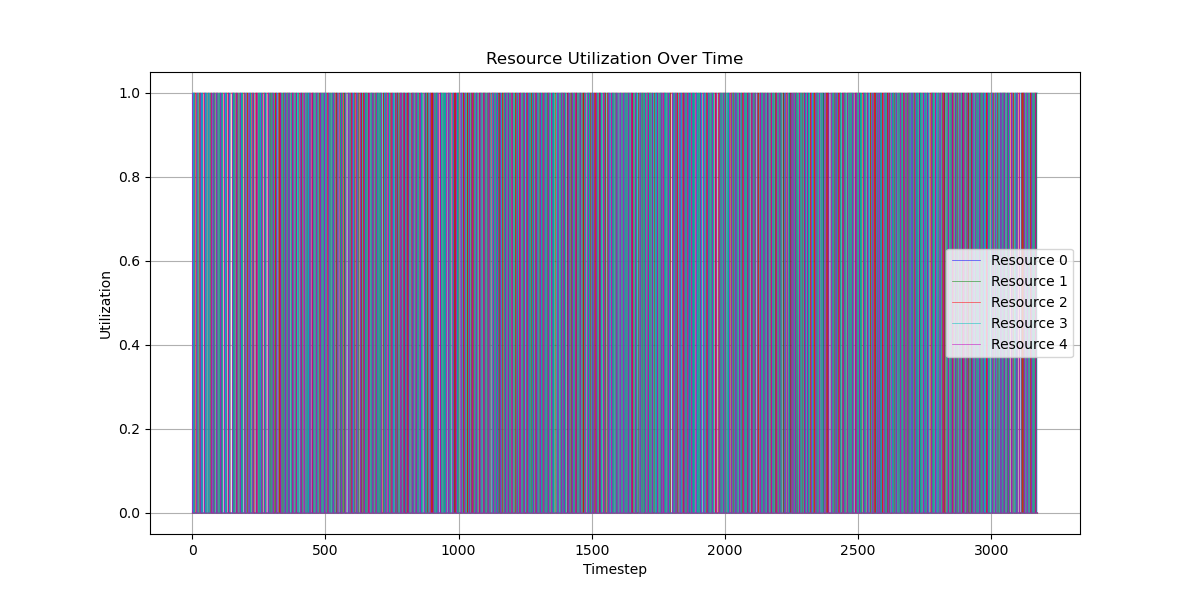 Resource Utilization Over Time
Utilization
1.0
0.8
0.6
0.4
0.2
0.0
Resource 0
Resource 1
Resource 2
Resource 3
Resource 4
0 500 1000 1500 2000 2500 3000
Timestep